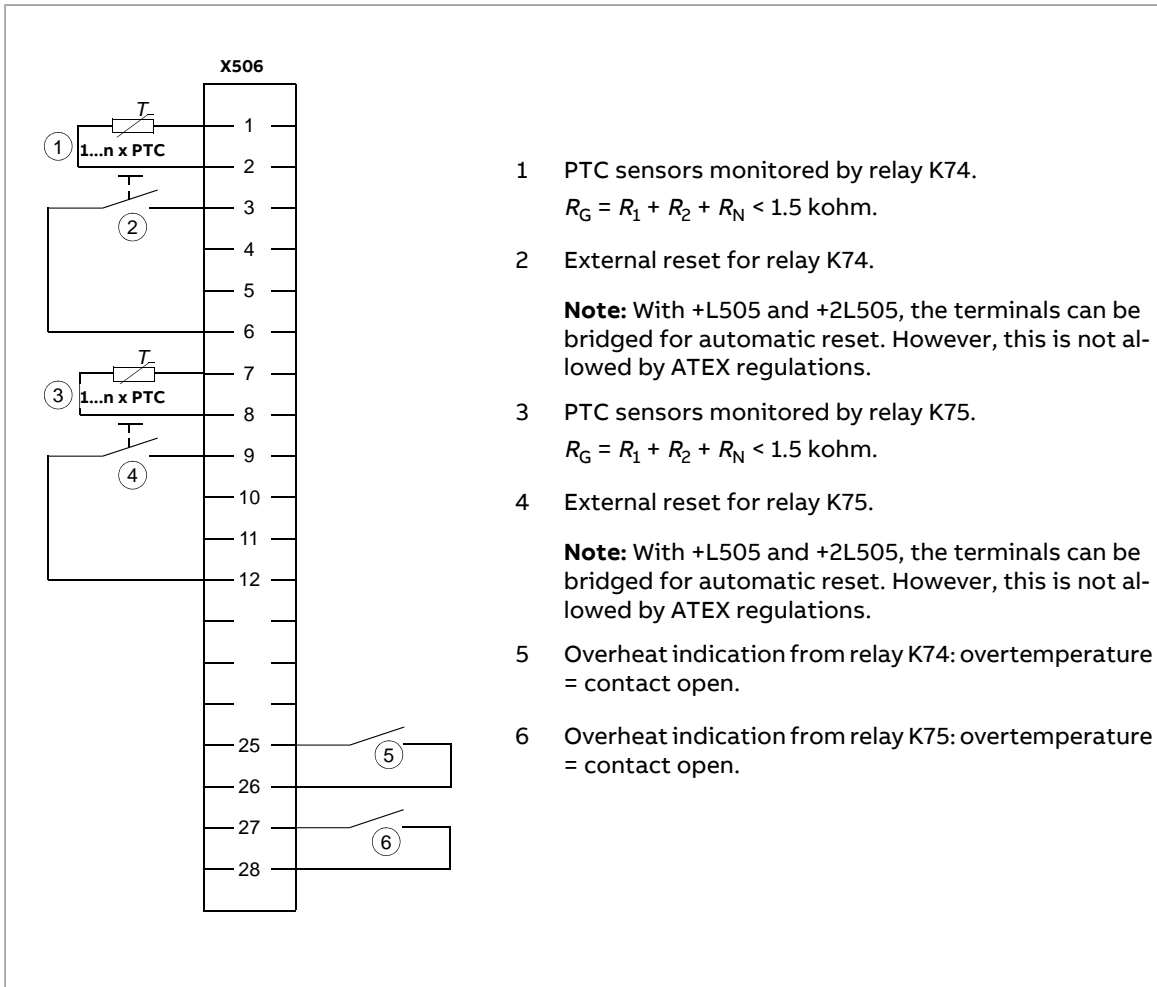 X506
T
1
1...n x PTC
1
2
2
3
4
5
6
T
3
1...n x PTC
7
8
4
9
10
11
12
25
5
26
27
6
28
1 PTC sensors monitored by relay K74.
RG = R1 + R2 + RN < 1.5 kohm.
2 External reset for relay K74.
Note: With +L505 and +2L505, the terminals can be
bridged for automatic reset. However, this is not al-
lowed by ATEX regulations.
3 PTC sensors monitored by relay K75.
RG = R1 + R2 + RN < 1.5 kohm.
4 External reset for relay K75.
Note: With +L505 and +2L505, the terminals can be
bridged for automatic reset. However, this is not al-
lowed by ATEX regulations.
5 Overheat indication from relay K74: overtemperature
= contact open.
6 Overheat indication from relay K75: overtemperature
= contact open.